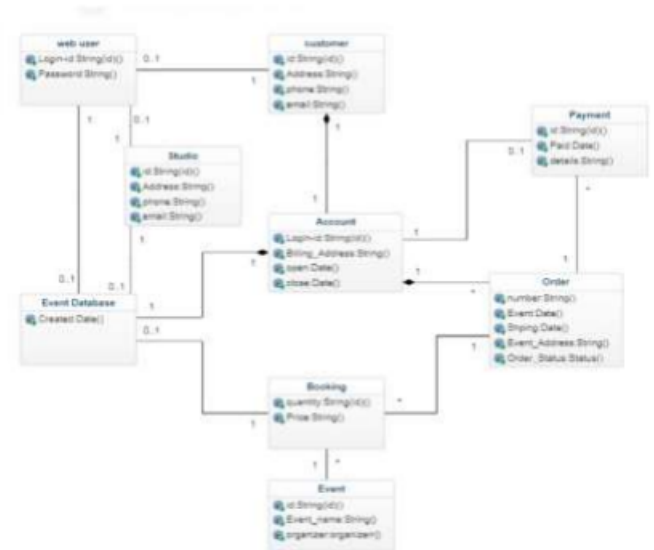 web user
Login-id:String(id)()
Password:String()
0..1
1
customer
id:String(id)()
Address:String()
phone:String()
email:String()
1
1
0..1
1
Studio
id:String(id)()
Address:String()
phone:String()
email:String()
1
0..1
0..1
Payment
id:String(id)()
Paid:Date()
details:String()
0..1
*
1
1
Account
Login-id:String(id)()
Billing_Address:String()
open:Date()
close:Date()
1
1
1
*
1
Event Database
Created:Date()
1
0..1
Order
number:String()
Event:Date()
Shping:Date()
Event_Address:String()
Order_Status:Status()
1
Booking
quantity:String(id)()
Price:String()
1
*
1
*
Event
id:String(id)()
Event_name:String()
organizer:organizer()